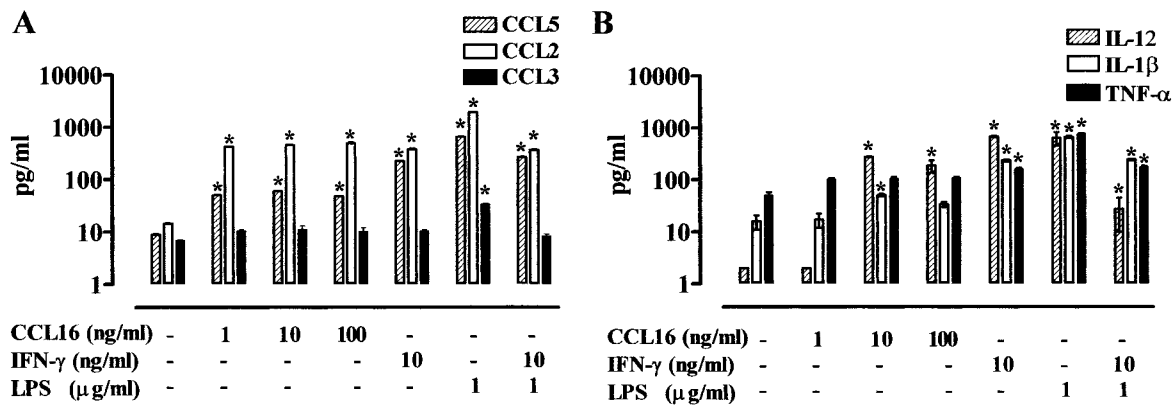 A
CCL5
CCL2
CCL3
pg/ml
10000
1000
100
10
1
* * * * * * * * * * * * *
CCL16 (ng/ml) - 1 10 100 - - -
IFN-γ (ng/ml) - - - - 10 - 10
LPS (μg/ml) - - - - - 1 1
B
IL-12
IL-1β
TNF-α
pg/ml
10000
1000
100
10
1
* * * * * * * * * * * *
CCL16 (ng/ml) - 1 10 100 - - -
IFN-γ (ng/ml) - - - - 10 - 10
LPS (μg/ml) - - - - - 1 1